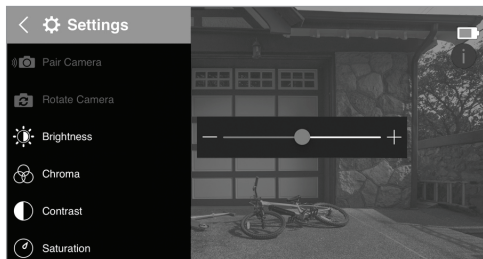 Settings
Pair Camera
Rotate Camera
Brightness
Chroma
Contrast
Saturation